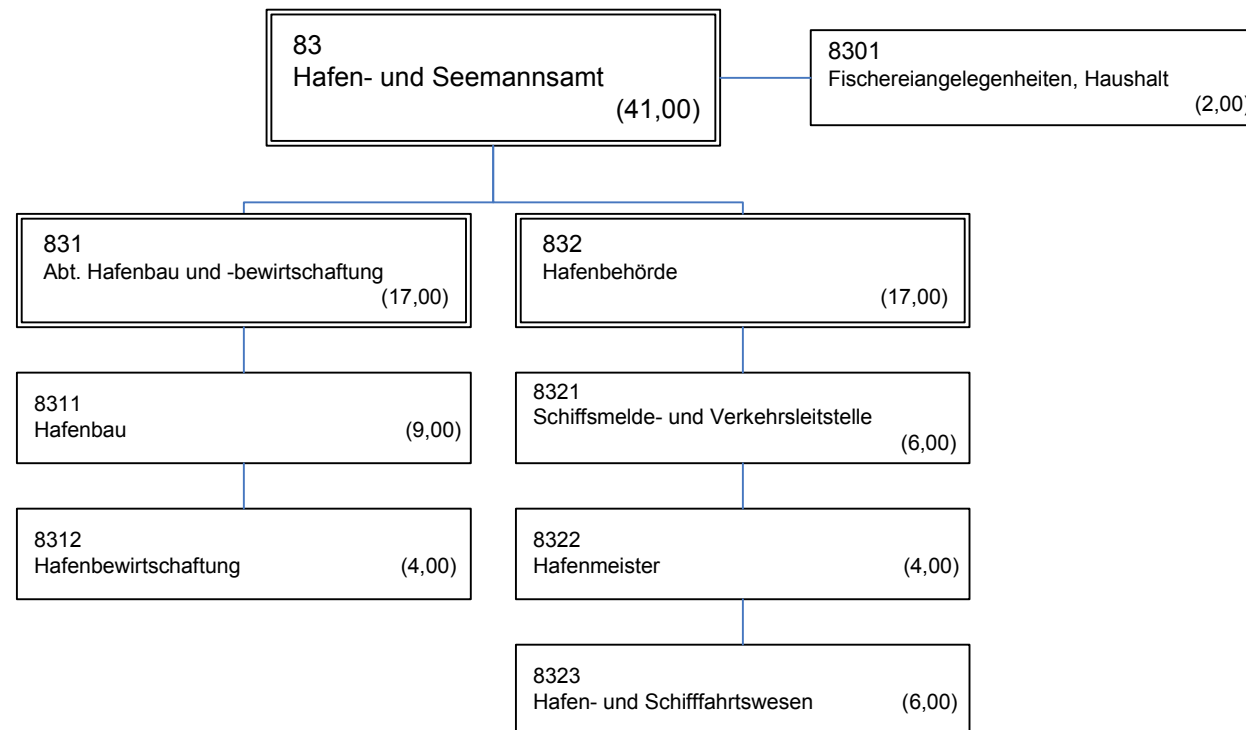 83
Hafen- und Seemannsamt
(41,00)
8301
Fischereiangelegenheiten, Haushalt
(2,00)
831
Abt. Hafenbau und -bewirtschaftung
(17,00)
832
Hafenbehörde
(17,00)
8311
Hafenbau (9,00)
8321
Schiffsmelde- und Verkehrsleitstelle
(6,00)
8312
Hafenbewirtschaftung (4,00)
8322
Hafenmeister (4,00)
8323
Hafen- und Schifffahrtswesen (6,00)